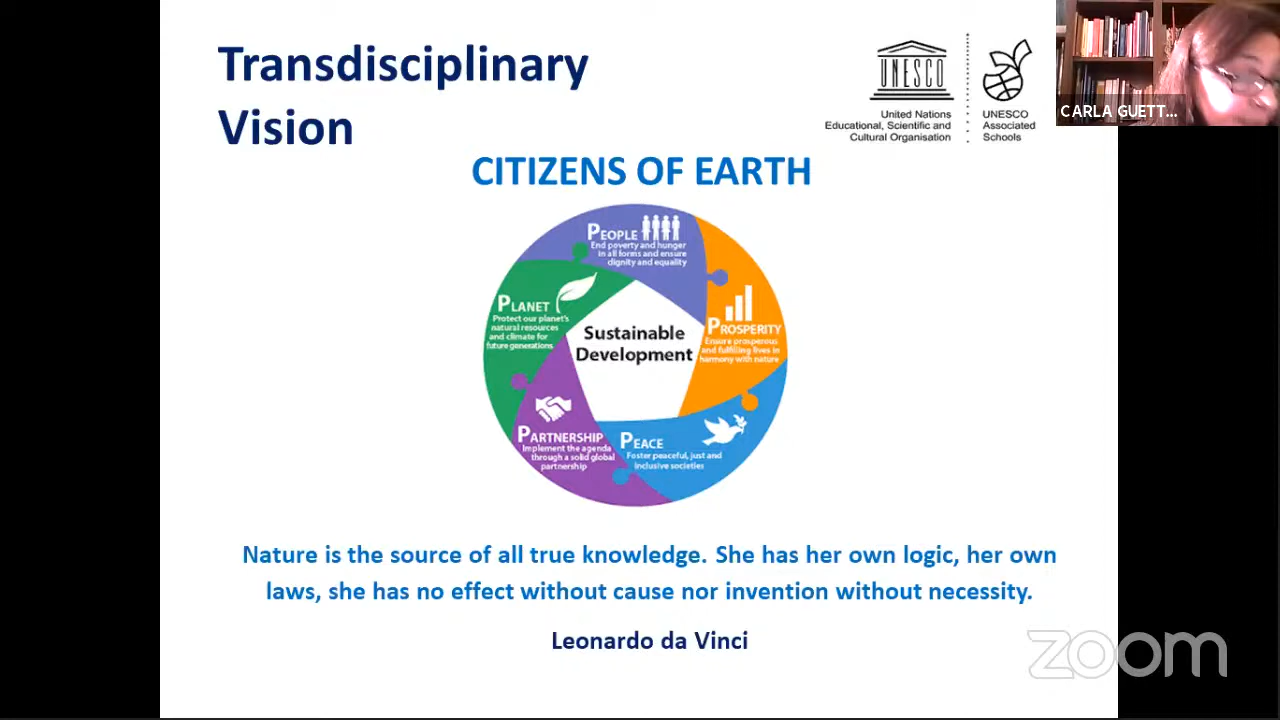 Transdisciplinary
Vision
UNESCO
United Nations
Educational, Scientific and
Cultural Organisation
UNESCO
Associated
Schools
CARLA GUETT...
CITIZENS OF EARTH
PEOPLE
End poverty and hunger
in all forms and ensure
dignity and equality
PROSPERITY
Ensure prosperous
and fulfilling lives in
harmony with nature
PLANET
Protect our planet's
natural resources
and climate for
future generations
Sustainable
Development
PARTNERSHIP
Implement the agenda
through a solid global
partnership
PEACE
Foster peaceful, just and
inclusive societies
Nature is the source of all true knowledge. She has her own logic, her own
laws, she has no effect without cause nor invention without necessity.
Leonardo da Vinci
zoom